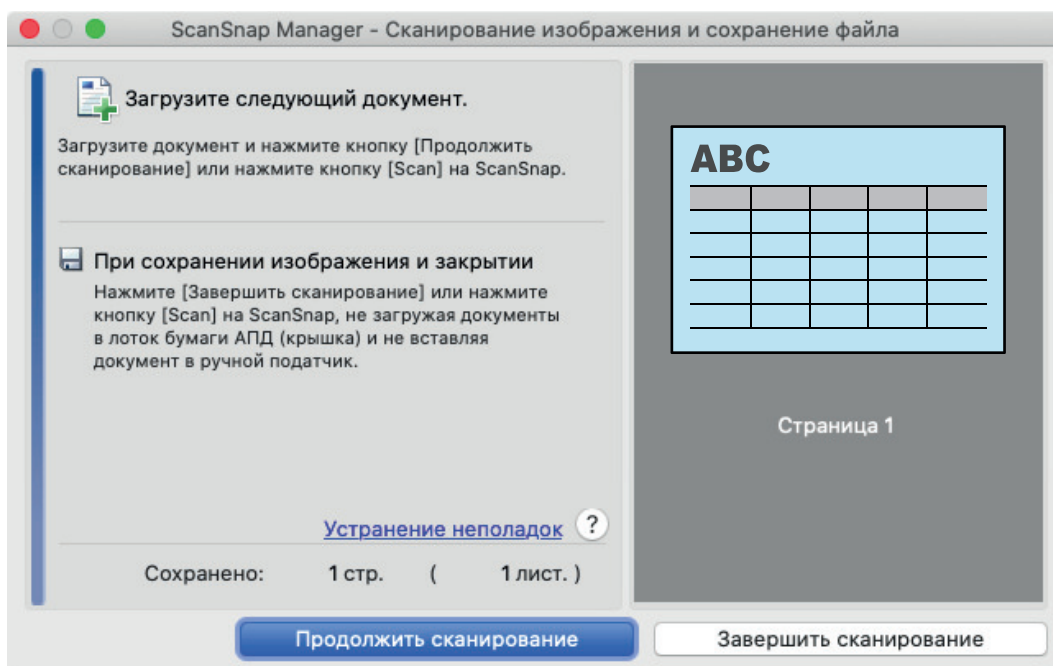 ScanSnap Manager - Сканирование изображения и сохранение файла
Загрузите следующий документ.
Загрузите документ и нажмите кнопку [Продолжить
сканирование] или нажмите кнопку [Scan] на ScanSnap.
При сохранении изображения и закрытии
Нажмите [Завершить сканирование] или нажмите
кнопку [Scan] на ScanSnap, не загружая документы
в лоток бумаги АПД (крышка) и не вставляя
документ в ручной податчик.
Устранение неполадок ?
Сохранено: 1 стр. ( 1 лист. )
ABC
Страница 1
Продолжить сканирование
Завершить сканирование